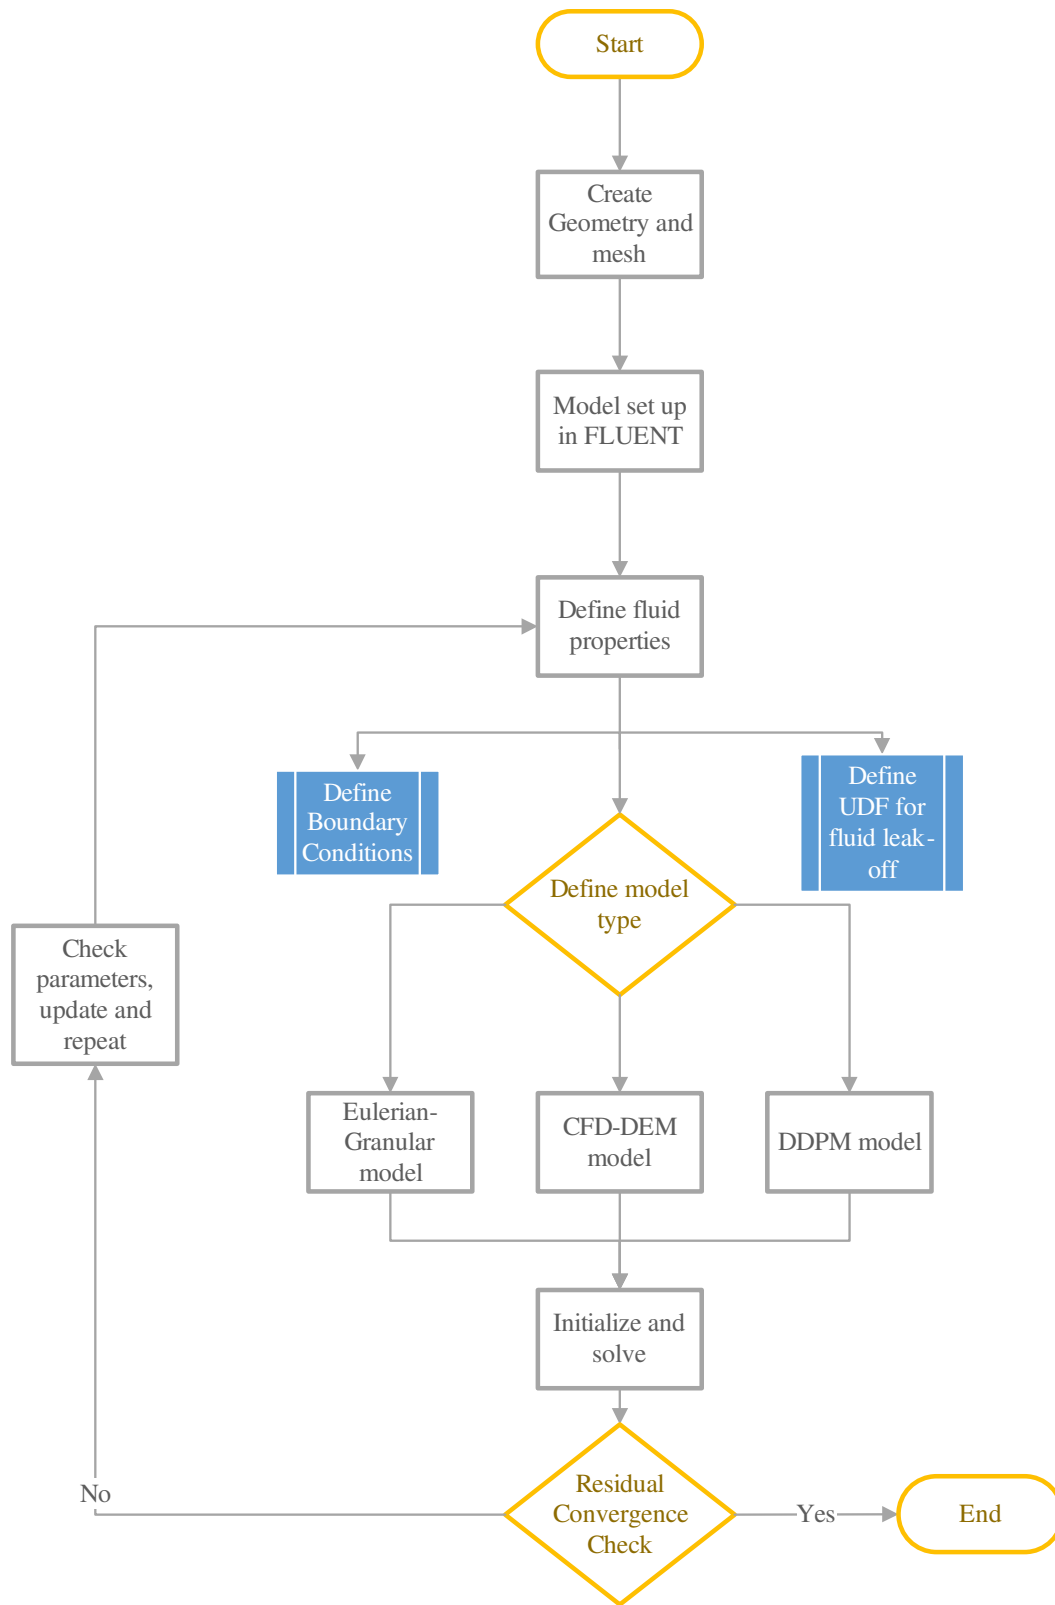 Start
Create
Geometry and
mesh
Model set up
in FLUENT
Define fluid
properties
Define
Boundary
Conditions
Define
UDF for
fluid leak-
off
Define model
type
Check
parameters,
update and
repeat
Eulerian-
Granular
model
CFD-DEM
model
DDPM model
Initialize and
solve
Residual
Convergence
Check
No
Yes
End